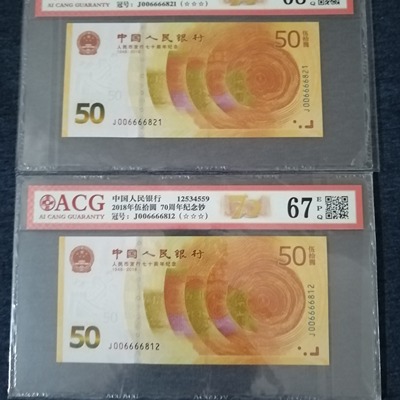 AI CANG GUARANTY
冠号: J006666821 (☆☆☆)
中国人民银行
人民币发行七十周年纪念
1948-2018
50
伍拾圆
50
J006666821
J006666821
ACG
AI CANG GUARANTY
中国人民银行 12534559
2018年伍拾圆 70周年纪念钞
冠号: J006666812 (☆☆☆)
67 EPQ
中国人民银行
人民币发行七十周年纪念
1948-2018
50
伍拾圆
50
J006666812
J006666812